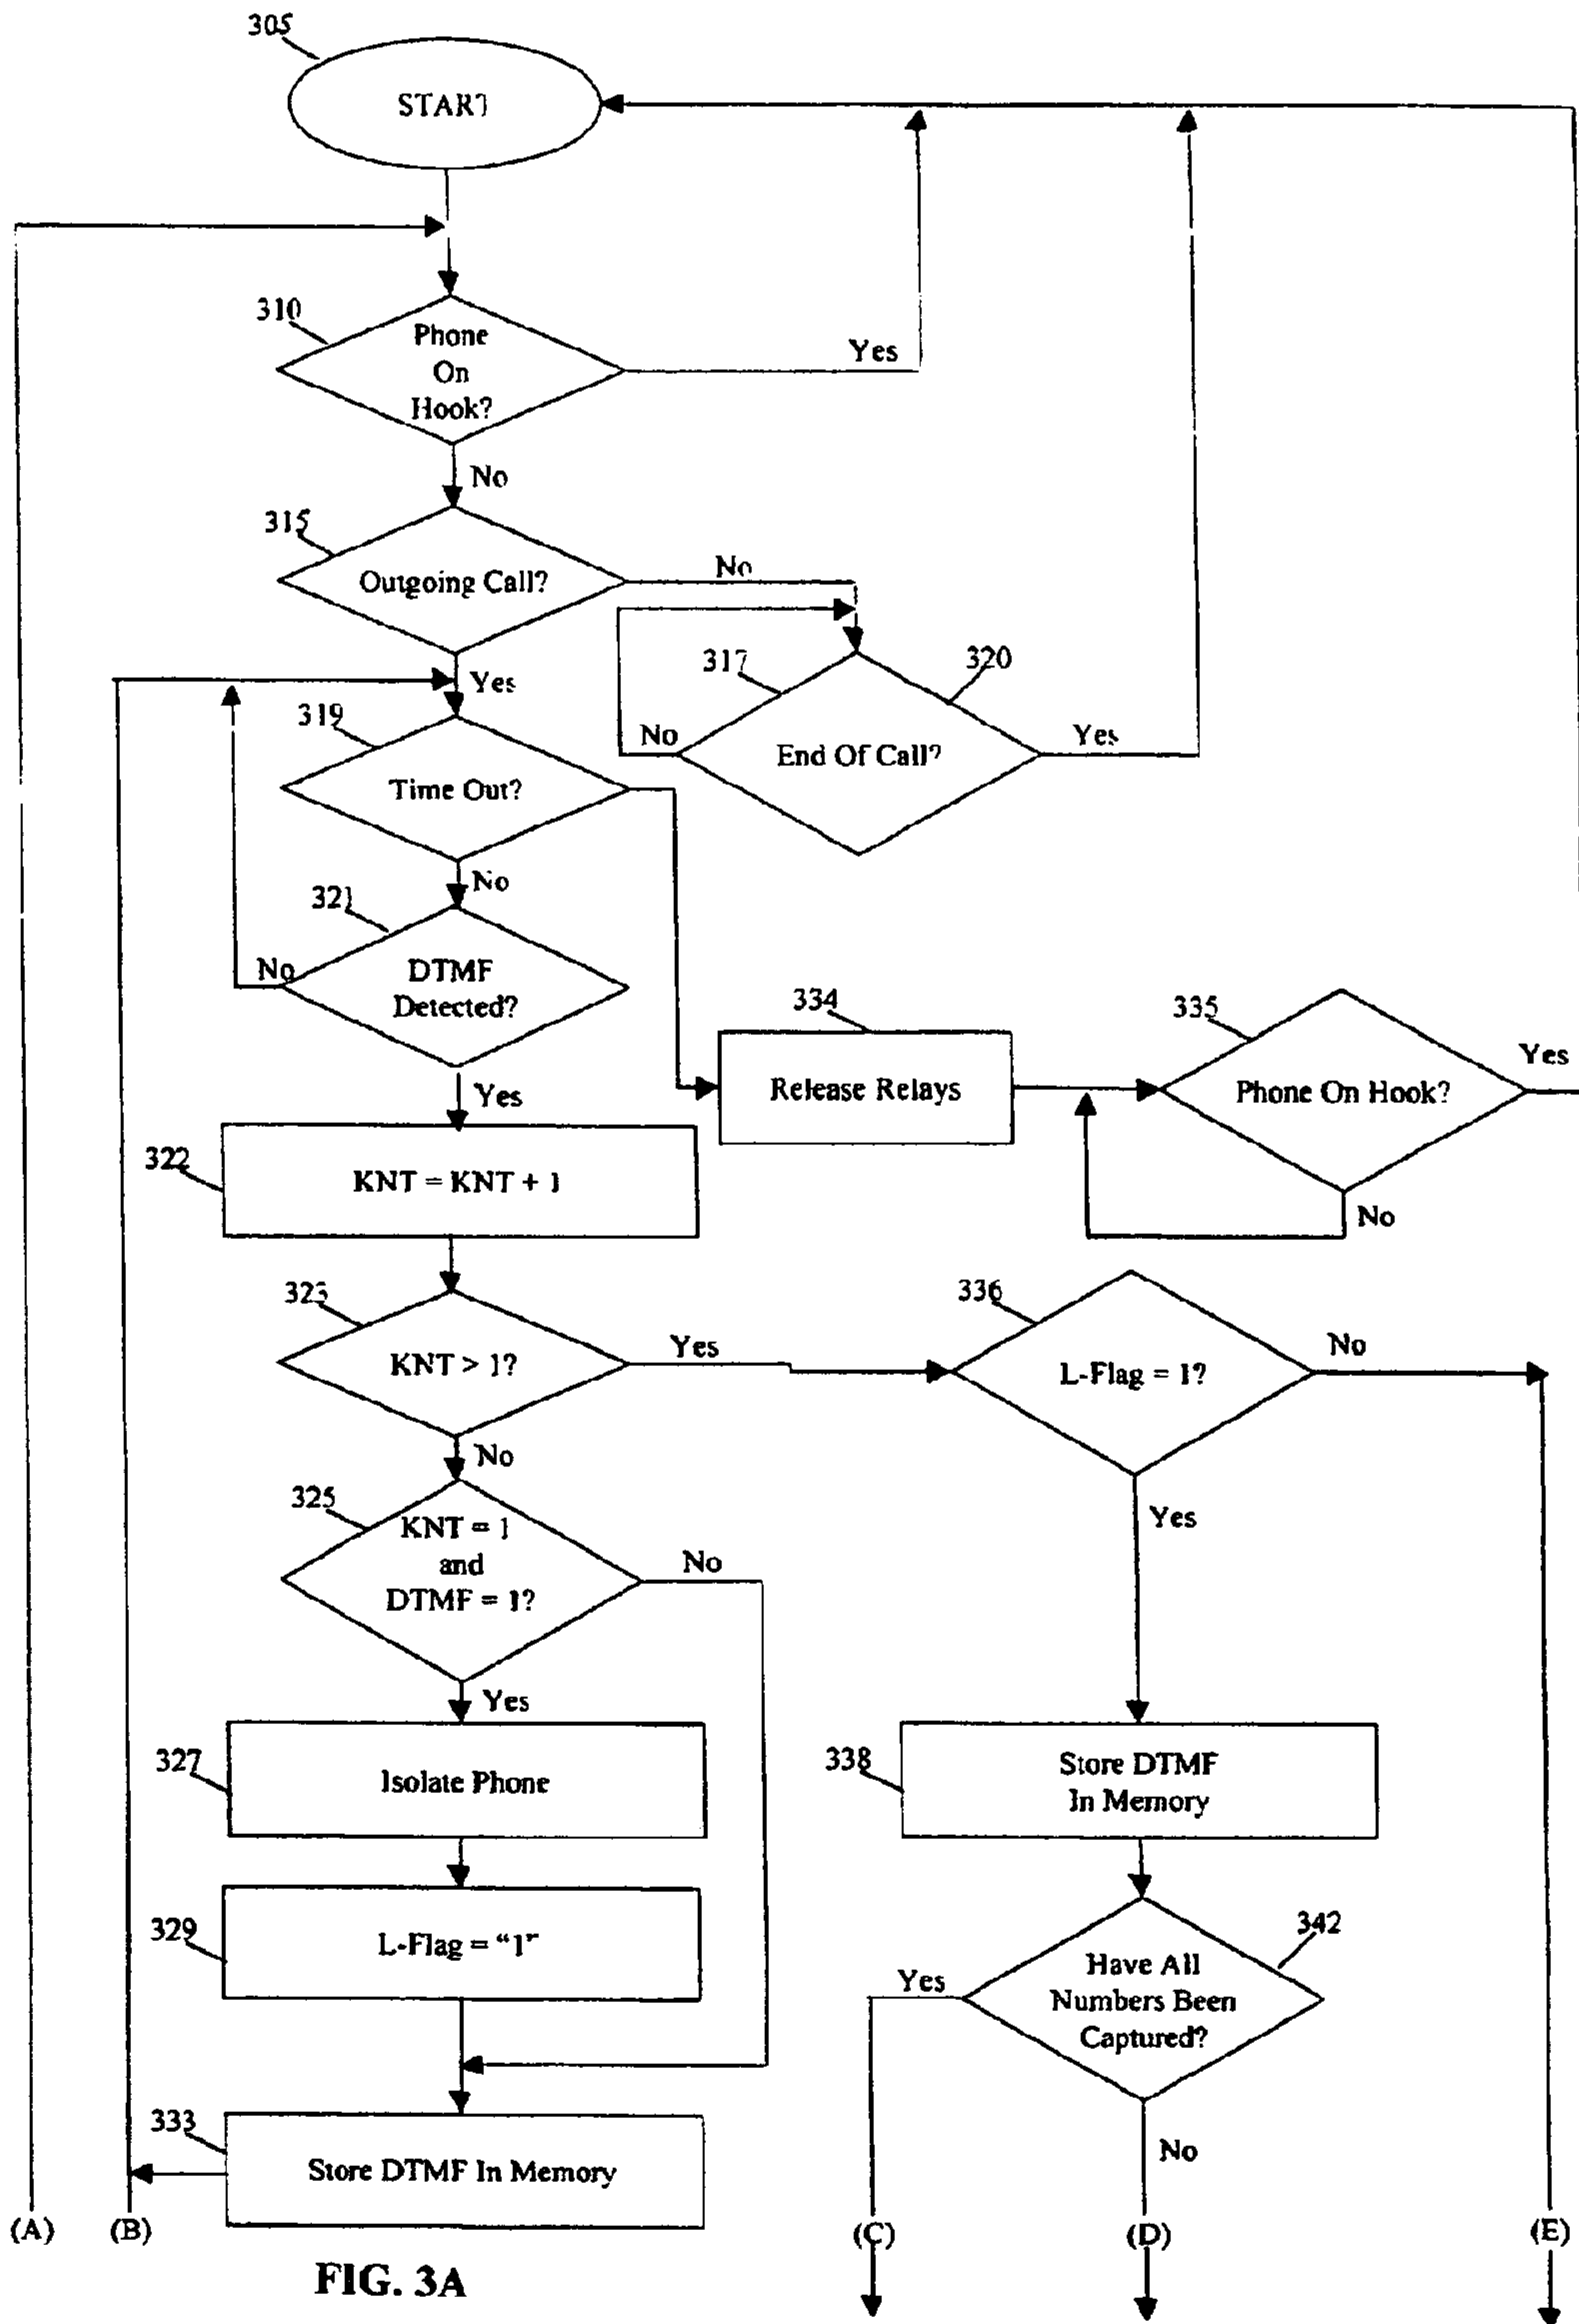 305
START
310
Phone
On
Hook?
Yes
No
315
Outgoing Call?
No
Yes
317
320
End Of Call?
No
Yes
319
Time Out?
No
321
DTMF
Detected?
No
Yes
334
Release Relays
335
Phone On Hook?
Yes
No
322
KNT = KNT + 1
323
KNT > 1?
Yes
No
336
L-Flag = 1?
No
Yes
325
KNT = 1
and
DTMF = 1?
No
Yes
327
Isolate Phone
338
Store DTMF
In Memory
329
L-Flag = "1"
342
Have All
Numbers Been
Captured?
Yes
No
333
Store DTMF In Memory
(A)
(B)
(C)
(D)
(E)
FIG. 3A